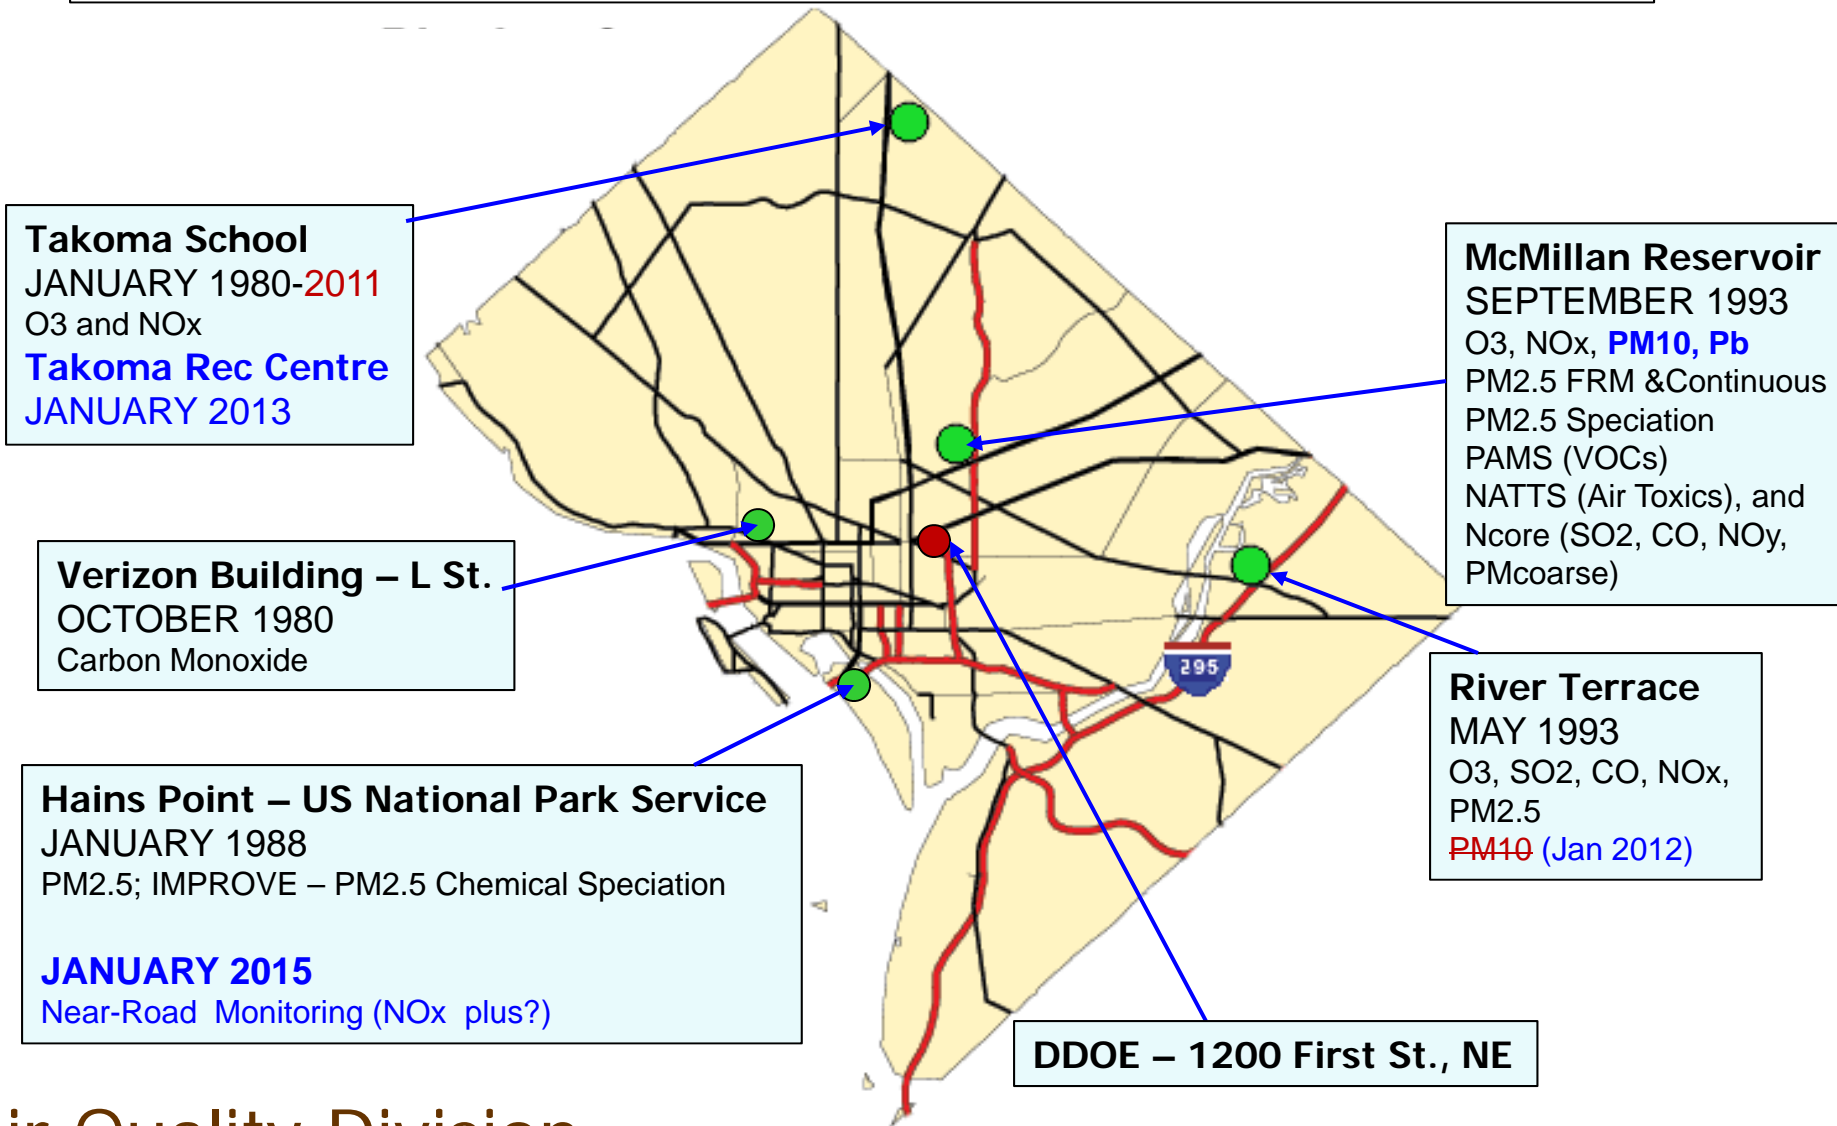 Takoma School
JANUARY 1980-2011
O3 and NOx
Takoma Rec Centre
JANUARY 2013
McMillan Reservoir
SEPTEMBER 1993
O3, NOx, PM10, Pb
PM2.5 FRM &Continuous
PM2.5 Speciation
PAMS (VOCs)
NATTS (Air Toxics), and
Ncore (SO2, CO, NOy,
PMcoarse)
Verizon Building – L St.
OCTOBER 1980
Carbon Monoxide
295
River Terrace
MAY 1993
O3, SO2, CO, NOx,
PM2.5
PM10 (Jan 2012)
Hains Point – US National Park Service
JANUARY 1988
PM2.5; IMPROVE – PM2.5 Chemical Speciation
JANUARY 2015
Near-Road Monitoring (NOx plus?)
DDOE – 1200 First St., NE
ir Quality Division